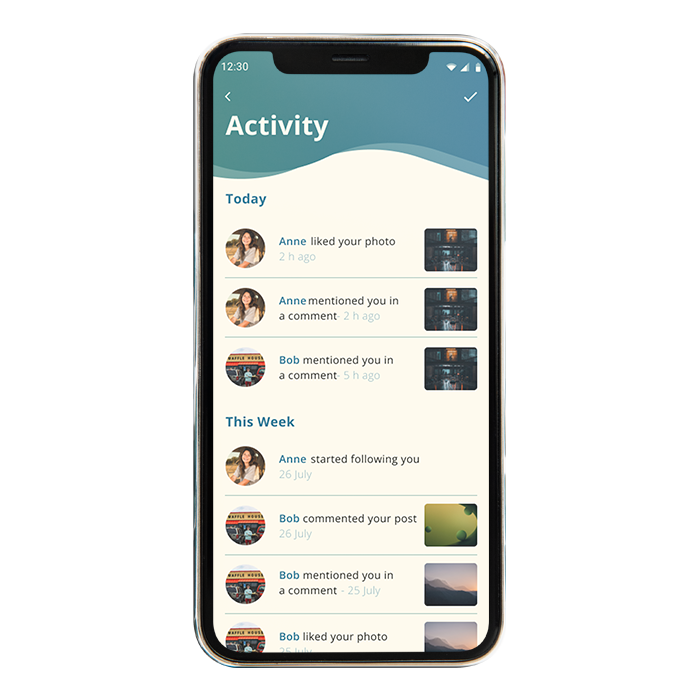 12:30
Activity
Today
Anne liked your photo
2 h ago
Anne mentioned you in
a comment- 2 h ago
WAFFLE HOUSE
Bob mentioned you in
a comment- 5 h ago
This Week
Anne started following you
26 July
WAFFLE HOUSE
Bob commented your post
26 July
WAFFLE HOUSE
Bob mentioned you in
a comment - 25 July
WAFFLE HOUSE
Bob liked your photo
25 July